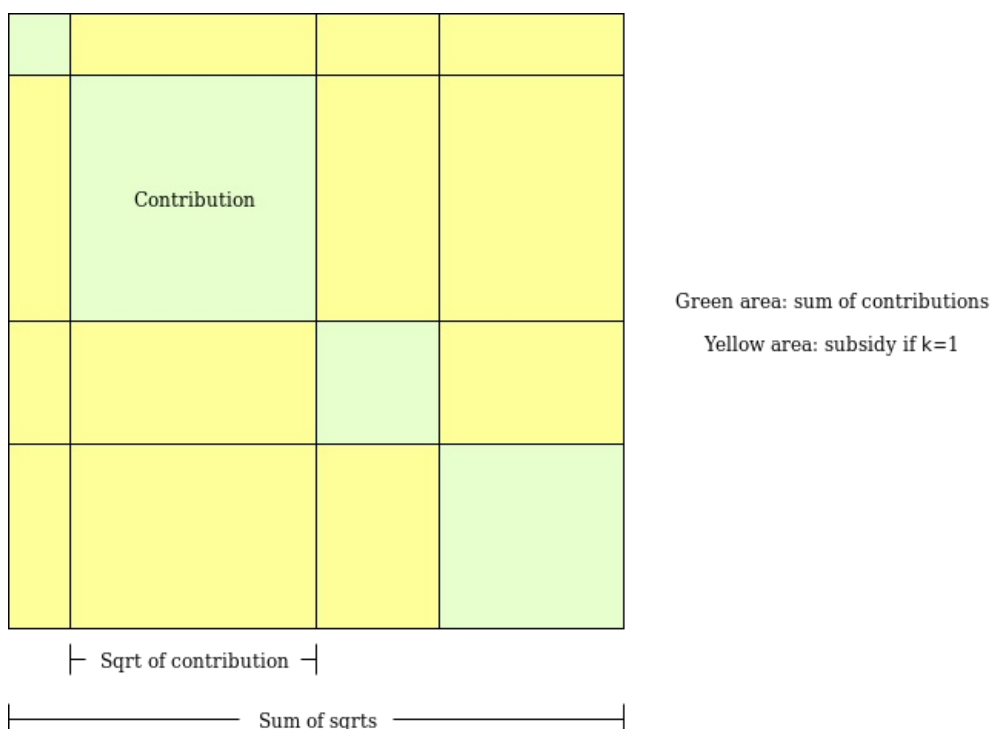 Contribution
Green area: sum of contributions
Yellow area: subsidy if k=1
Sqrt of contribution
Sum of sqrts